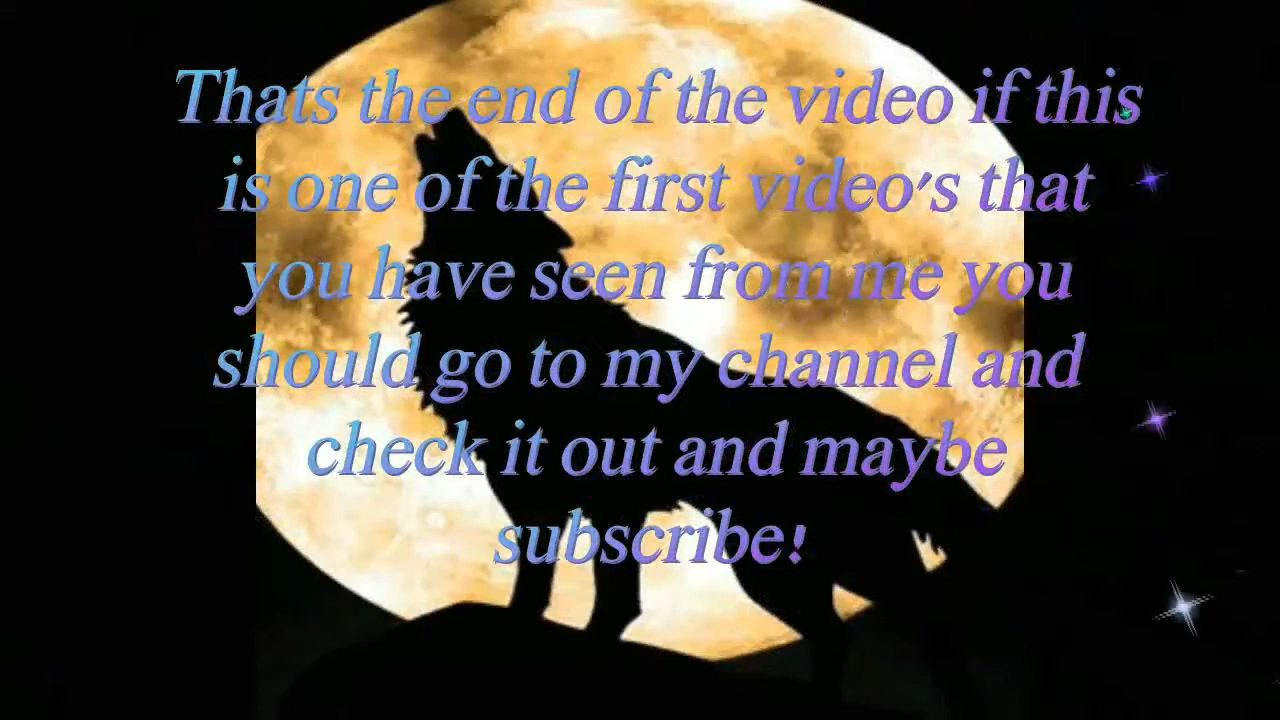 Thats the end of the video if this
is one of the first video's that
you have seen from me you
should go to my channel and
check it out and maybe
subscribe!